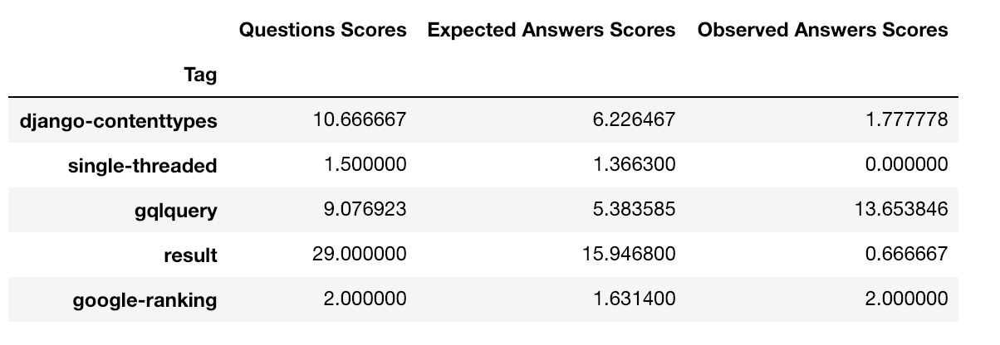 Questions Scores Expected Answers Scores Observed Answers Scores
Tag
django-contenttypes 10.666667 6.226467 1.777778
single-threaded 1.500000 1.366300 0.000000
gqlquery 9.076923 5.383585 13.653846
result 29.000000 15.946800 0.666667
google-ranking 2.000000 1.631400 2.000000